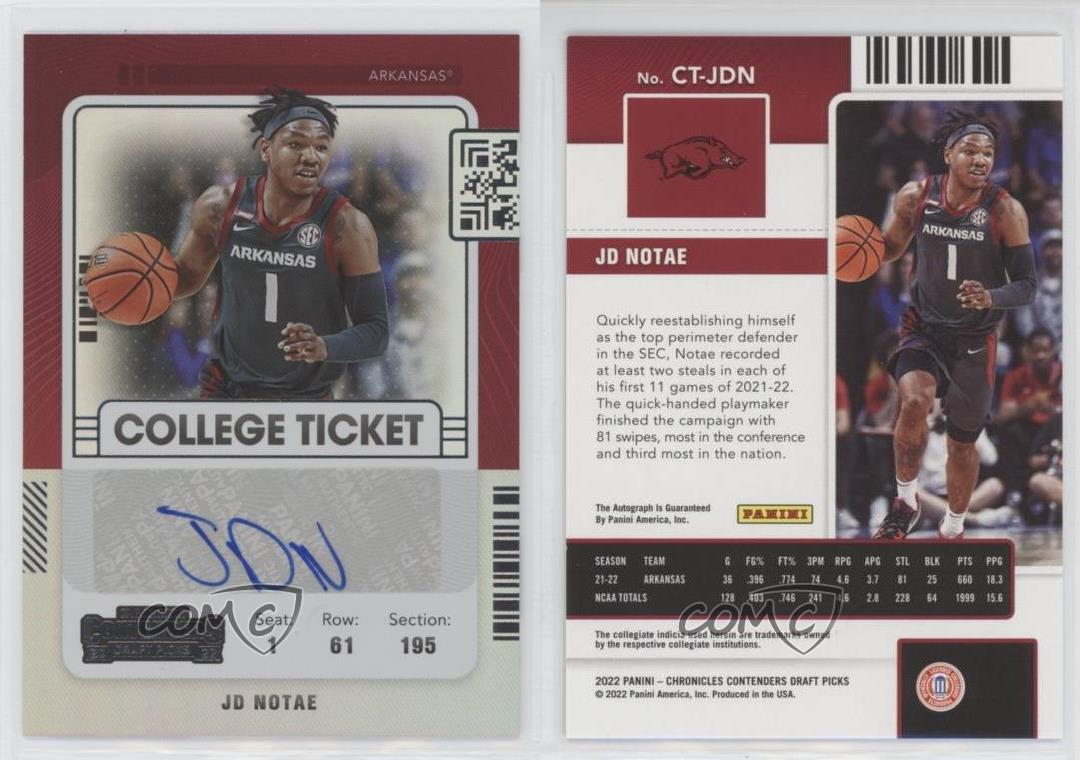 ARKANSAS®
SEC
ARKANSAS
1
COLLEGE TICKET
JDN
CONTENDERS
DRAFT PICKS
Seat: Row: Section:
1 61 195
JD NOTAE
COMC
No. CT-JDN
JD NOTAE
ARKANSAS
1
Quickly reestablishing himself
as the top perimeter defender
in the SEC, Notae recorded
at least two steals in each of
his first 11 games of 2021-22.
The quick-handed playmaker
finished the campaign with
81 swipes, most in the conference
and third most in the nation.
The Autograph Is Guaranteed
By Panini America, Inc.
PANINI
SEASON TEAM G FG% FT% 3PM RPG APG STL BLK PTS PPG
21-22 ARKANSAS 36 .396 .774 74 4.6 3.7 81 25 660 18.3
NCAA TOTALS 128 .403 .746 241 4.6 2.8 228 64 1999 15.6
COMC
The collegiate indicia used herein are trademarks owned
by the respective collegiate institutions.
2022 PANINI – CHRONICLES CONTENDERS DRAFT PICKS
© 2022 Panini America, Inc. Produced in the USA.